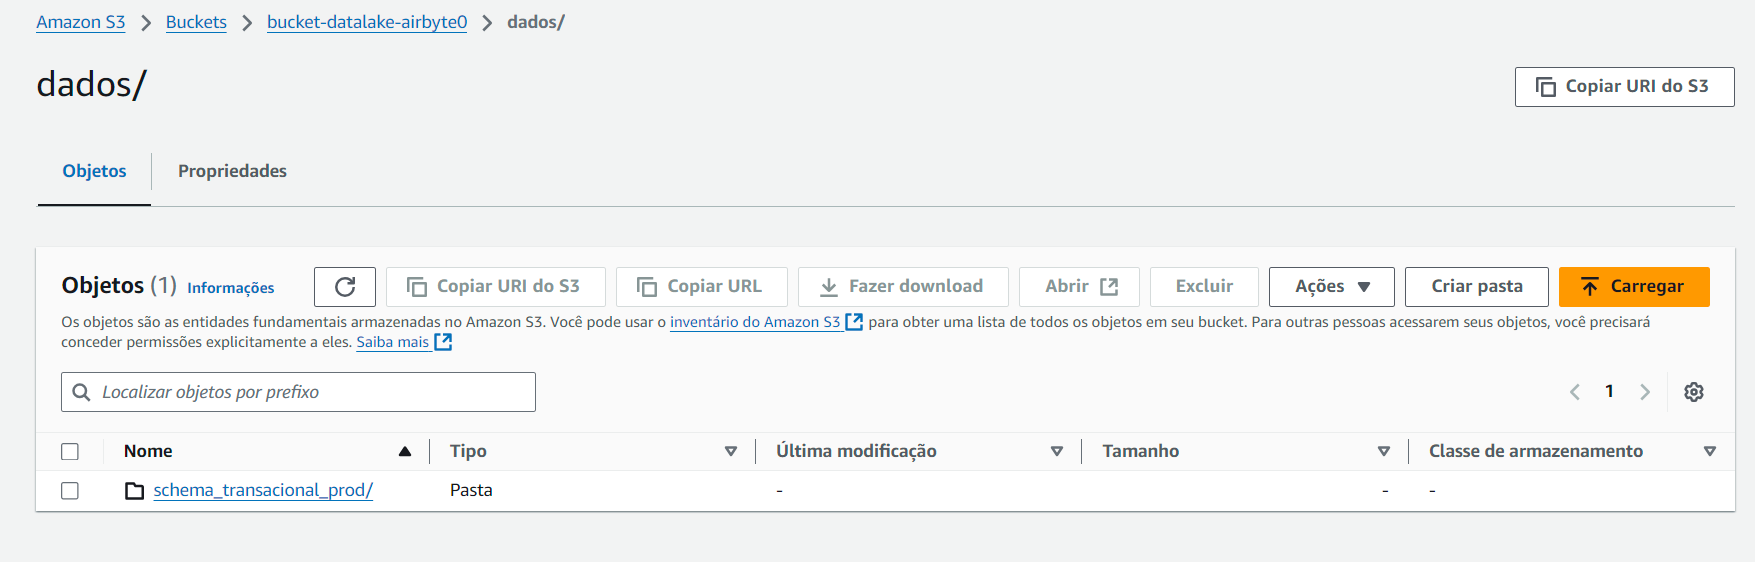 Amazon S3 > Buckets > bucket-datalake-airbyte0 > dados/
dados/
Copiar URI do S3
Objetos Propriedades
Objetos (1) Informações Copiar URI do S3 Copiar URL Fazer download Abrir Excluir Ações Criar pasta Carregar
Os objetos são as entidades fundamentais armazenadas no Amazon S3. Você pode usar o inventário do Amazon S3 para obter uma lista de todos os objetos em seu bucket. Para outras pessoas acessarem seus objetos, você precisará
conceder permissões explicitamente a eles. Saiba mais
Localizar objetos por prefixo
1
Nome Tipo Última modificação Tamanho Classe de armazenamento
schema_transacional_prod/ Pasta - - -